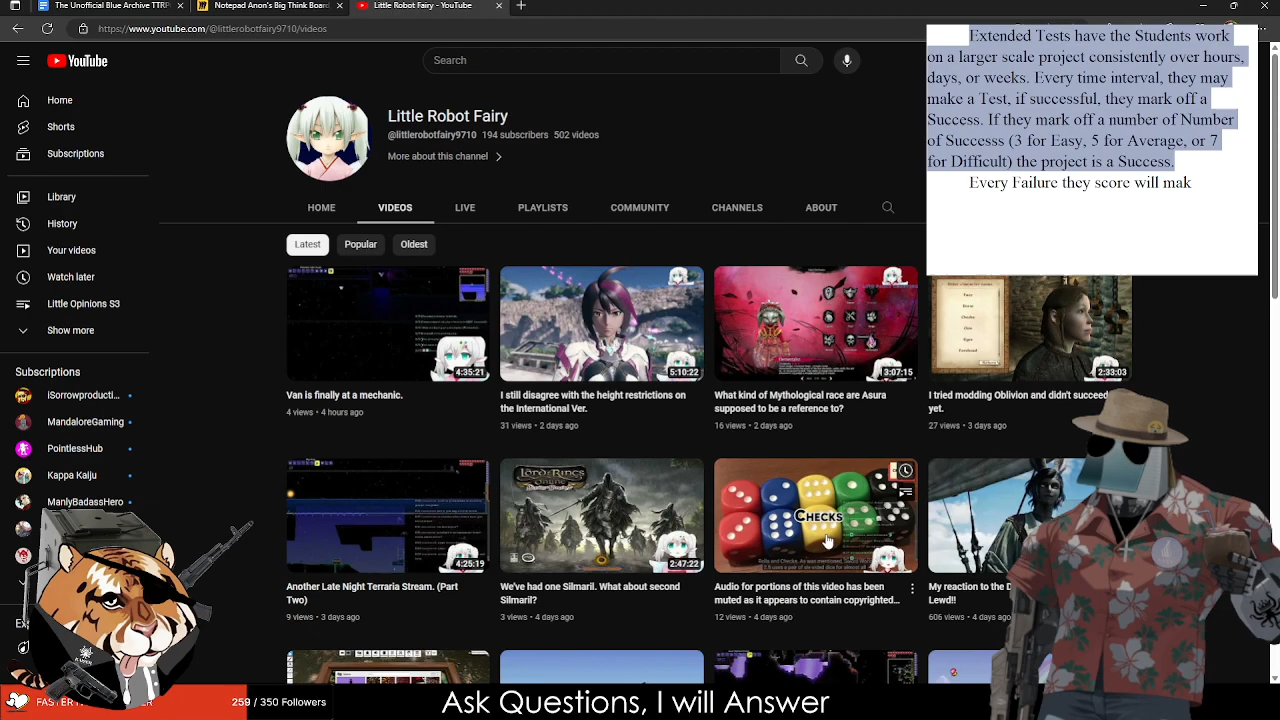 The Unofficial Blue Archive TTRP
Notepad Anon's Big Think Board
Little Robot Fairy - YouTube
https://www.youtube.com/@littlerobotfairy9710/videos
YouTube
Search
Home
Shorts
Subscriptions
Library
History
Your videos
Watch later
Little Opinions S3
Show more
Subscriptions
iSorrowproducti...
MandaloreGaming
PointlessHub
Kappa Kaiju
ManlyBadassHero
Little Robot Fairy
@littlerobotfairy9710 194 subscribers 502 videos
More about this channel
HOME VIDEOS LIVE PLAYLISTS COMMUNITY CHANNELS ABOUT
Latest Popular Oldest
4:35:21
Van is finally at a mechanic.
4 views • 4 hours ago
5:10:22
I still disagree with the height restrictions on
the International Ver.
31 views • 2 days ago
3:07:15
What kind of Mythological race are Asura
supposed to be a reference to?
16 views • 2 days ago
2:33:03
I tried modding Oblivion and didn't succeed
yet.
27 views • 3 days ago
4:25:19
Another Late Night Terraria Stream. (Part
Two)
9 views • 3 days ago
The Lord of the Rings
Online
2:47:22
We've had one Silmaril. What about second
Silmaril?
3 views • 4 days ago
Checks
Audio for portions of this video has been
muted as it appears to contain copyrighted...
12 views • 4 days ago
My reaction to the D
Lewd!!
606 views • 4 days ag
Extended Tests have the Students work
on a larger scale project consistently over hours,
days, or weeks. Every time interval, they may
make a Test, if successful, they mark off a
Success. If they mark off a number of Number
of Successs (3 for Easy, 5 for Average, or 7
for Difficult) the project is a Success.
Every Failure they score will mak
259 / 350 Followers
Ask Questions, I will Answer